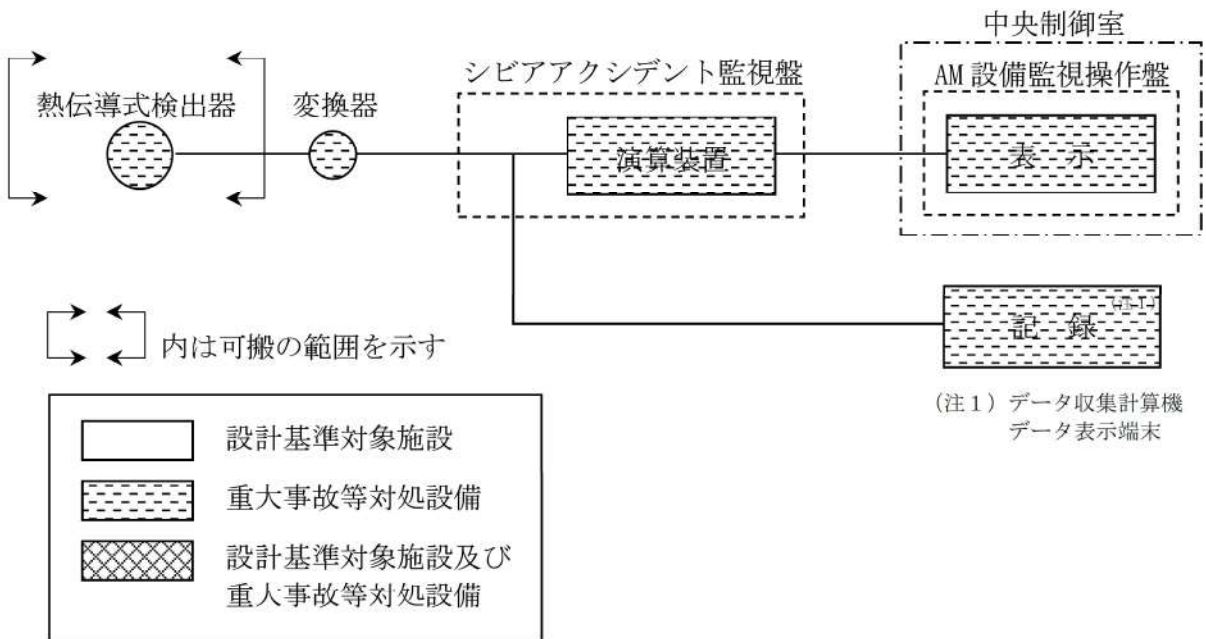 中央制御室
シビアアクシデント監視盤
AM 設備監視操作盤
熱伝導式検出器
変換器
演算装置
表 示
記 録
(注1)
内は可搬の範囲を示す
(注1) データ収集計算機
データ表示端末
設計基準対象施設
重大事故等対処設備
設計基準対象施設及び
重大事故等対処設備